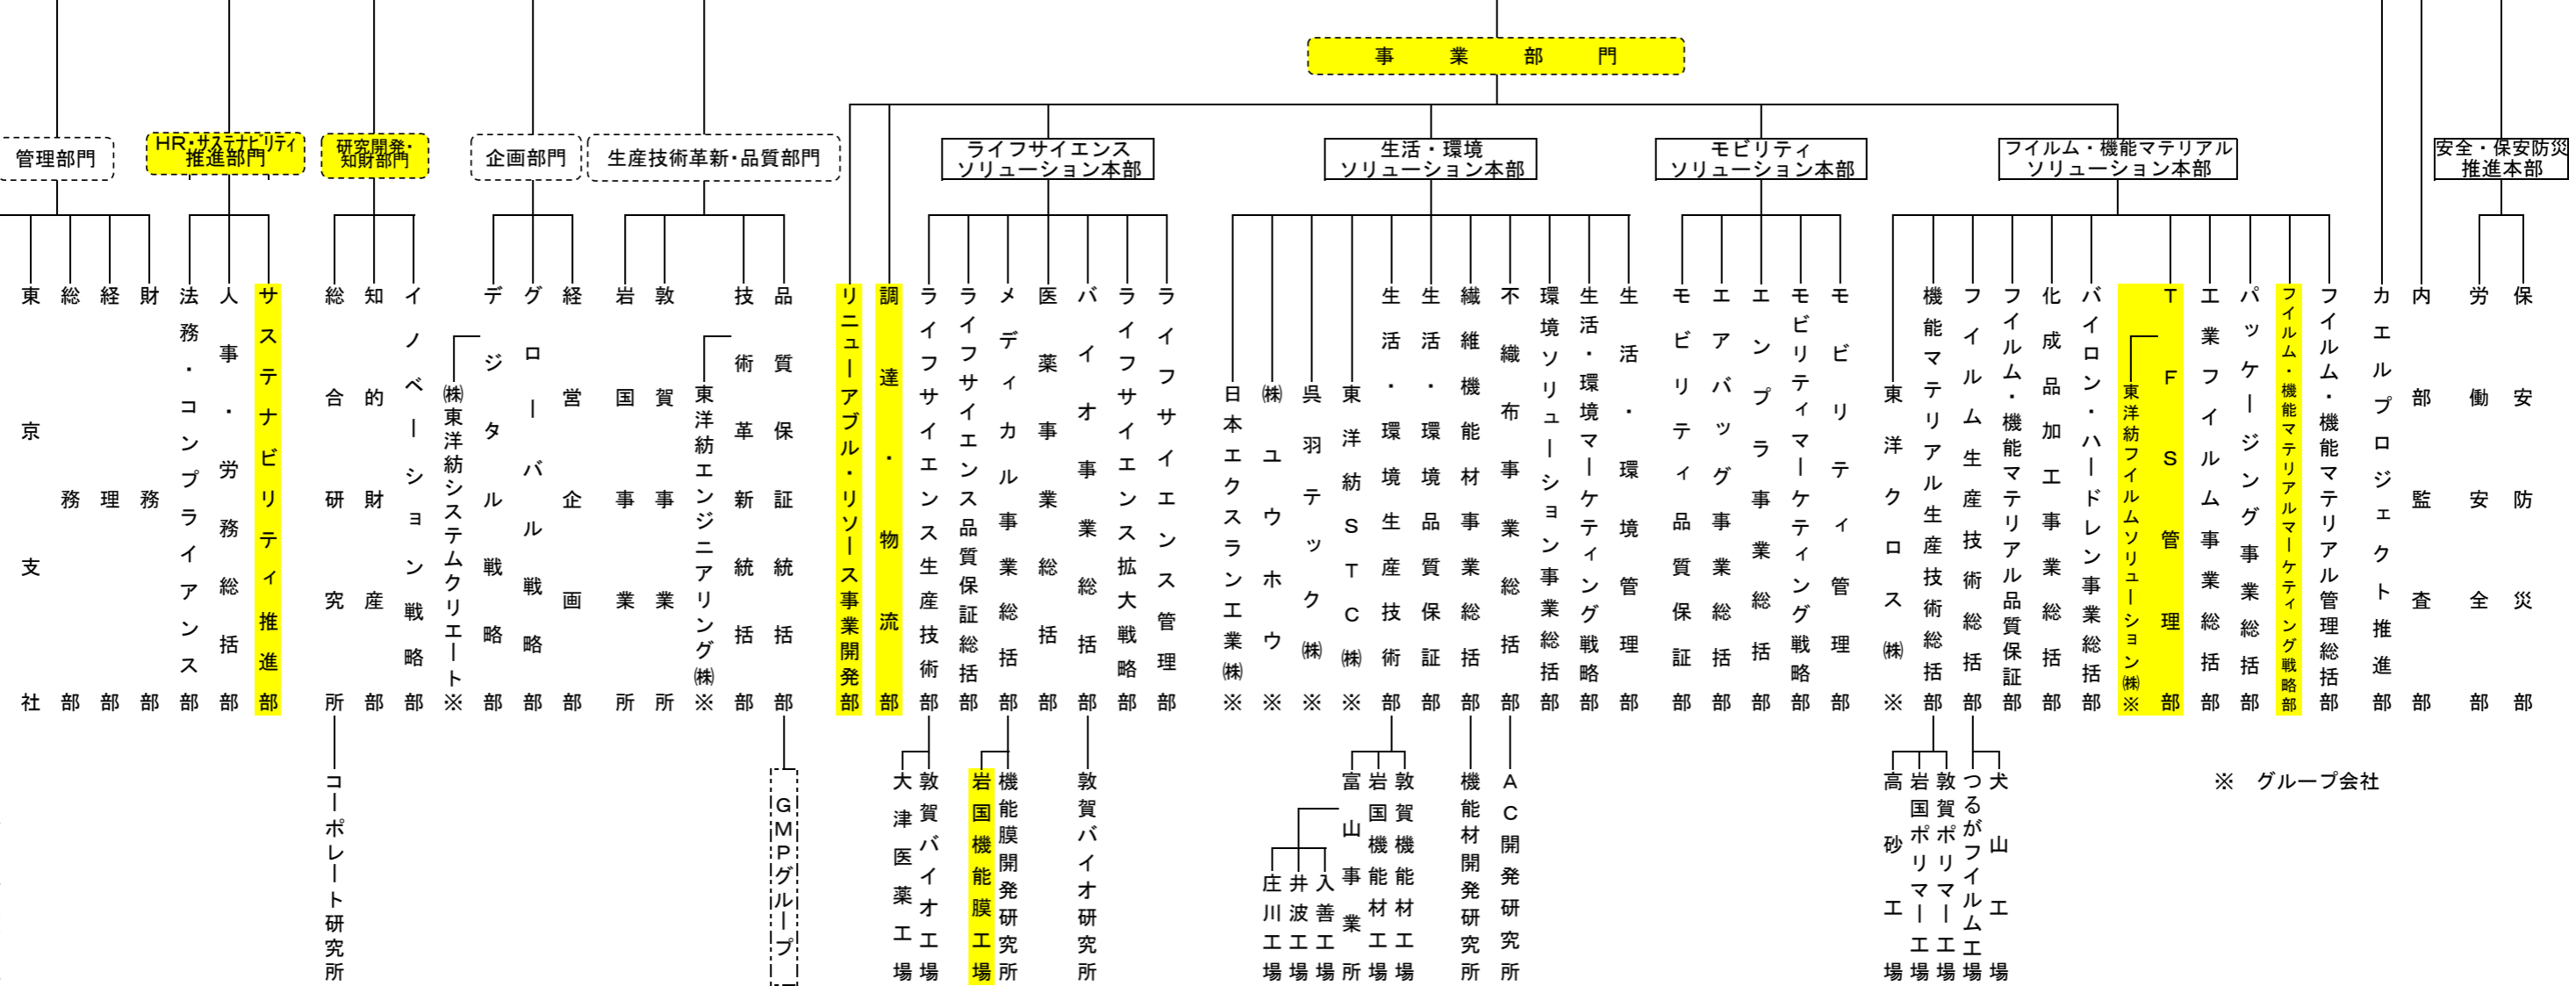 事業部門
管理部門
HR・サステナビリティ
推進部門
研究開発・
知財部門
企画部門
生産技術革新・品質部門
ライフサイエンス
ソリューション本部
生活・環境
ソリューション本部
モビリティ
ソリューション本部
フイルム・機能マテリアル
ソリューション本部
安全・保安防災
推進本部
東京支社
総務部
経理部
財務部
法務・コンプライアンス部
人事・労務総括部
サステナビリティ推進部
総合研究所
知的財産部
イノベーション戦略部
㈱東洋紡システムクリエート※
デジタル戦略部
グローバル戦略部
経営企画部
岩国事業所
敦賀事業所
東洋紡エンジニアリング㈱※
技術革新統括部
品質保証統括部
リニューアブル・リソース事業開発部
調達・物流部
ライフサイエンス生産技術部
ライフサイエンス品質保証総括部
メディカル事業総括部
医薬事業総括部
バイオ事業総括部
ライフサイエンス拡大戦略部
ライフサイエンス管理部
日本エクスラン工業㈱※
㈱ユウホウ※
呉羽テック㈱※
東洋紡STC㈱※
生活・環境生産技術部
生活・環境品質保証部
繊維機能材事業総括部
不織布事業総括部
環境ソリューション事業総括部
生活・環境マーケティング戦略部
生活・環境管理部
モビリティ品質保証部
エアバッグ事業総括部
エンプラ事業総括部
モビリティマーケティング戦略部
モビリティ管理部
東洋クロス㈱※
機能マテリアル生産技術総括部
フイルム生産技術総括部
フイルム・機能マテリアル品質保証部
化成品加工事業総括部
バイロン・ハードレン事業総括部
東洋紡フイルムソリューション㈱※
TFS管理部
工業フイルム事業総括部
パッケージング事業総括部
フイルム・機能マテリアルマーケティング戦略部
フイルム・機能マテリアル管理総括部
カエルプロジェクト推進部
内部監査部
労働安全部
保安防災部
コーポレート研究所
GMPグループ
大津医薬工場
敦賀バイオ工場
岩国機能膜工場
機能膜開発研究所
敦賀バイオ研究所
庄川工場
井波工場
入善工場
富山事業所
岩国機能材工場
敦賀機能材工場
機能材開発研究所
AC開発研究所
高砂工場
岩国ポリマー工場
敦賀ポリマー工場
つるがフイルム工場
犬山工場
※ グループ会社